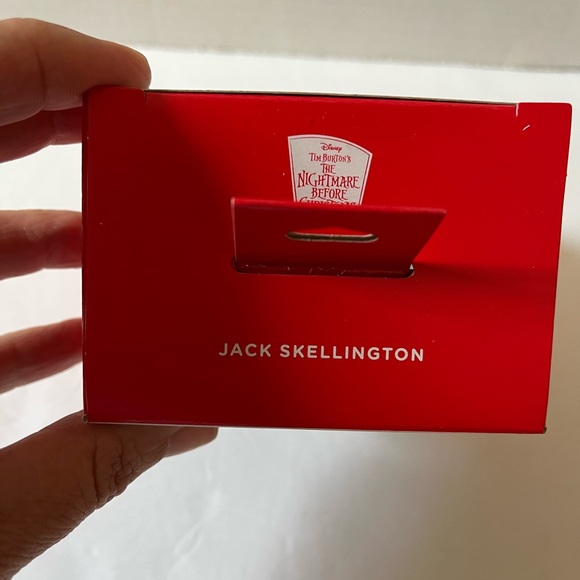 Disney
TIM BURTON'S
THE
NIGHTMARE
BEFORE
JACK SKELLINGTON